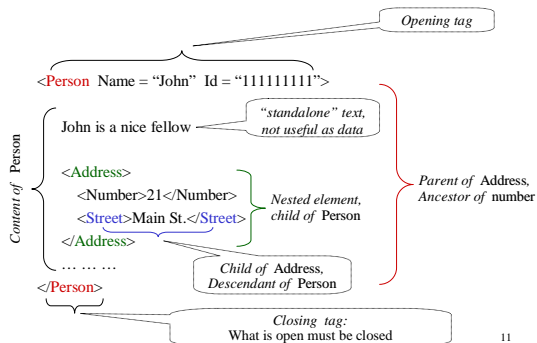 Opening tag
<Person Name = “John” Id = “111111111”>
John is a nice fellow
“standalone” text,
not useful as data
<Address>
<Number>21</Number>
<Street>Main St.</Street>
</Address>
… … …
</Person>
Content of Person
Nested element,
child of Person
Parent of Address,
Ancestor of number
Child of Address,
Descendant of Person
Closing tag:
What is open must be closed
11